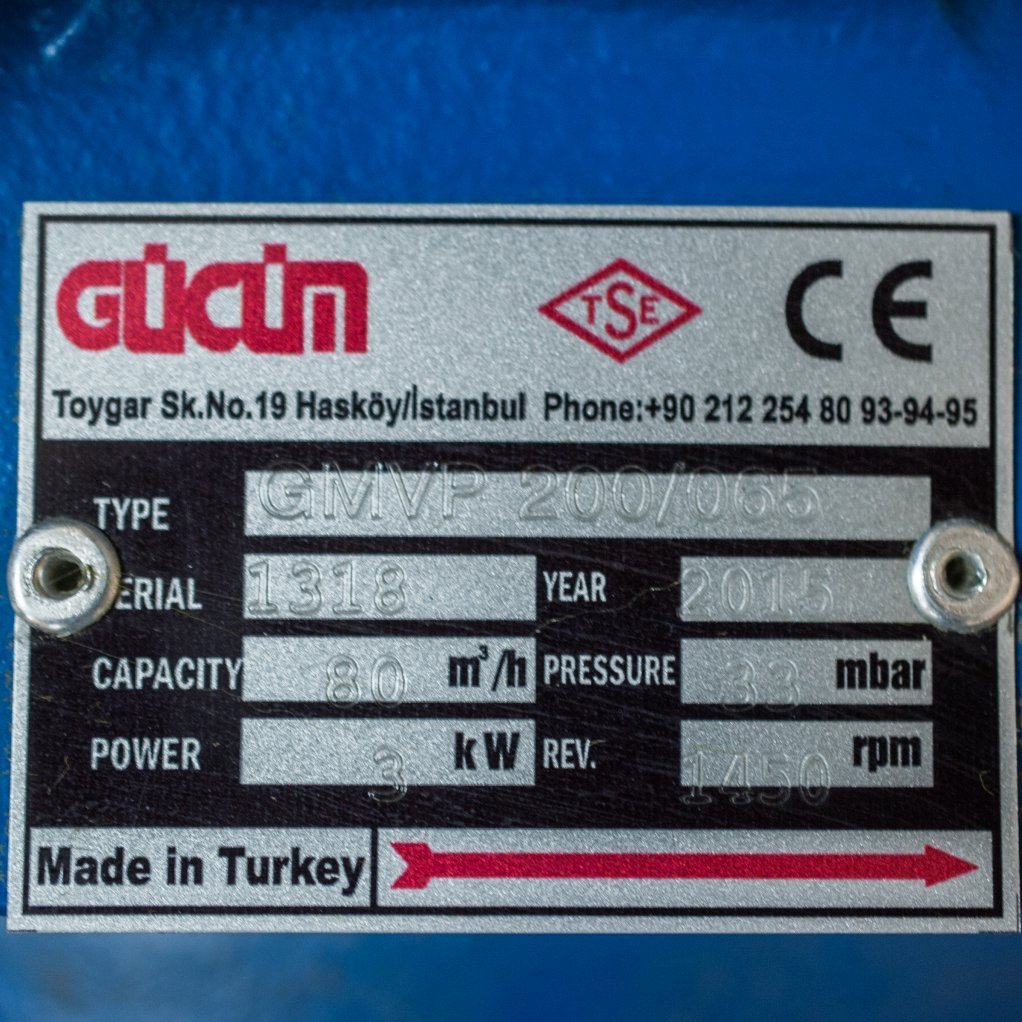 GÜCÜM
TSE
CE
Toygar Sk.No.19 Hasköy/İstanbul Phone:+90 212 254 80 93-94-95
TYPE GMVP 200/065
SERIAL 1318 YEAR 2015
CAPACITY 80 m³/h PRESSURE 33 mbar
POWER 3 kW REV. 1450 rpm
Made in Turkey